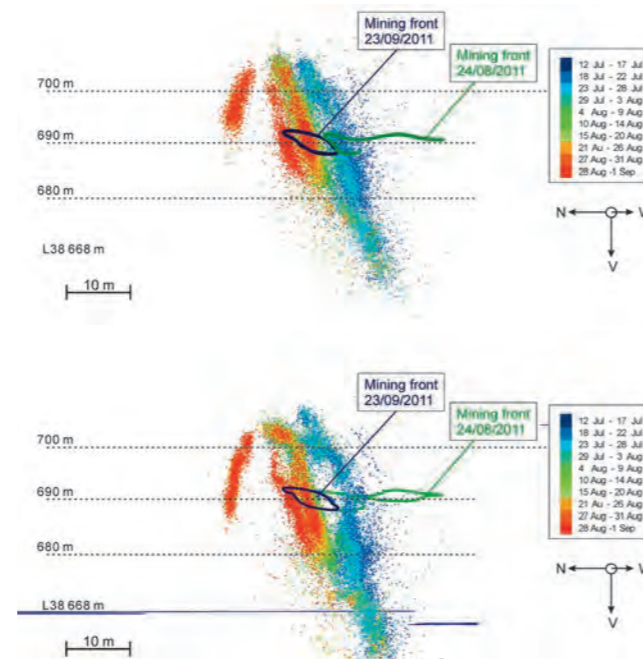 Mining front
23/09/2011
Mining front
24/08/2011
700 m
690 m
680 m
L38 668 m
10 m
12 Jul - 17 Jul
18 Jul - 22 Jul
23 Jul - 28 Jul
29 Jul - 3 Aug
4 Aug - 9 Aug
10 Aug - 14 Aug
15 Aug - 20 Aug
21 Au - 26 Aug
27 Aug - 31 Aug
28 Aug - 1 Sep
N
V
V
Mining front
23/09/2011
Mining front
24/08/2011
700 m
690 m
680 m
L38 668 m
10 m
12 Jul - 17 Jul
18 Jul - 22 Jul
23 Jul - 28 Jul
29 Jul - 3 Aug
4 Aug - 9 Aug
10 Aug - 14 Aug
15 Aug - 20 Aug
21 Au - 26 Aug
27 Aug - 31 Aug
28 Aug - 1 Sep
N
V
V